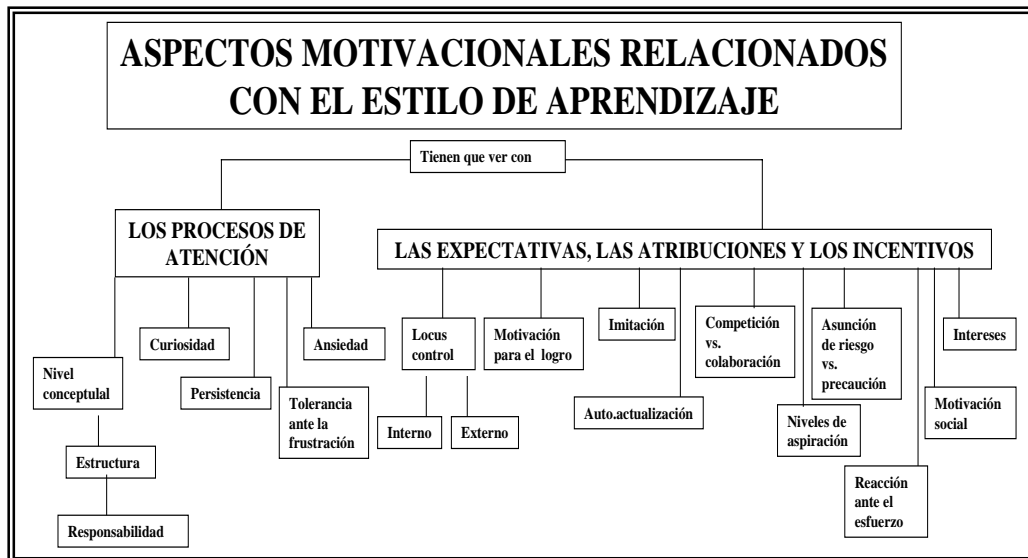 ASPECTOS MOTIVACIONALES RELACIONADOS
CON EL ESTILO DE APRENDIZAJE
Tienen que ver con
LOS PROCESOS DE
ATENCIÓN
LAS EXPECTATIVAS, LAS ATRIBUCIONES Y LOS INCENTIVOS
Nivel
conceptulal
Curiosidad
Persistencia
Tolerancia
ante la
frustración
Ansiedad
Estructura
Responsabilidad
Locus
control
Interno
Externo
Motivación
para el logro
Imitación
Auto.actualización
Competición
vs.
colaboración
Niveles de
aspiración
Asunción
de riesgo
vs.
precaución
Reacción
ante el
esfuerzo
Motivación
social
Intereses